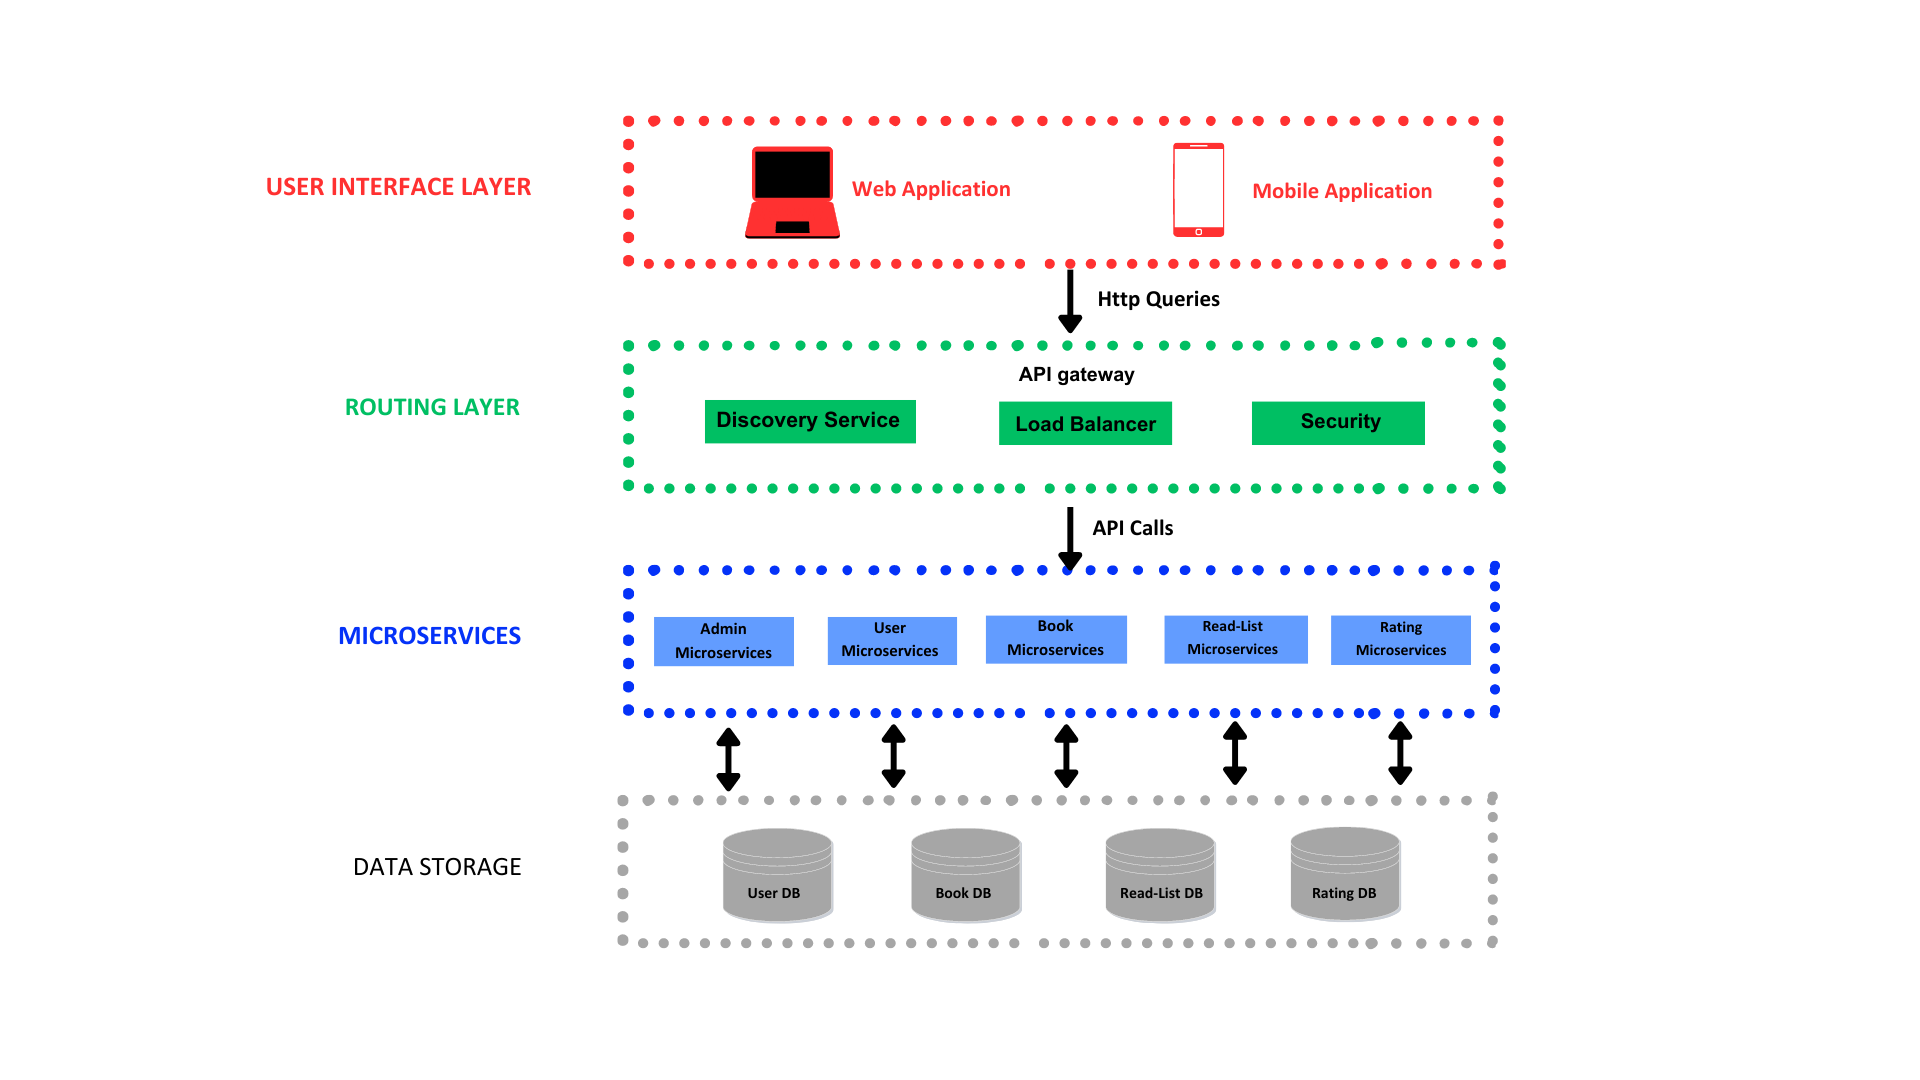 USER INTERFACE LAYER
Web Application
Mobile Application
Http Queries
ROUTING LAYER
API gateway
Discovery Service
Load Balancer
Security
API Calls
MICROSERVICES
Admin
Microservices
User
Microservices
Book
Microservices
Read-List
Microservices
Rating
Microservices
DATA STORAGE
User DB
Book DB
Read-List DB
Rating DB